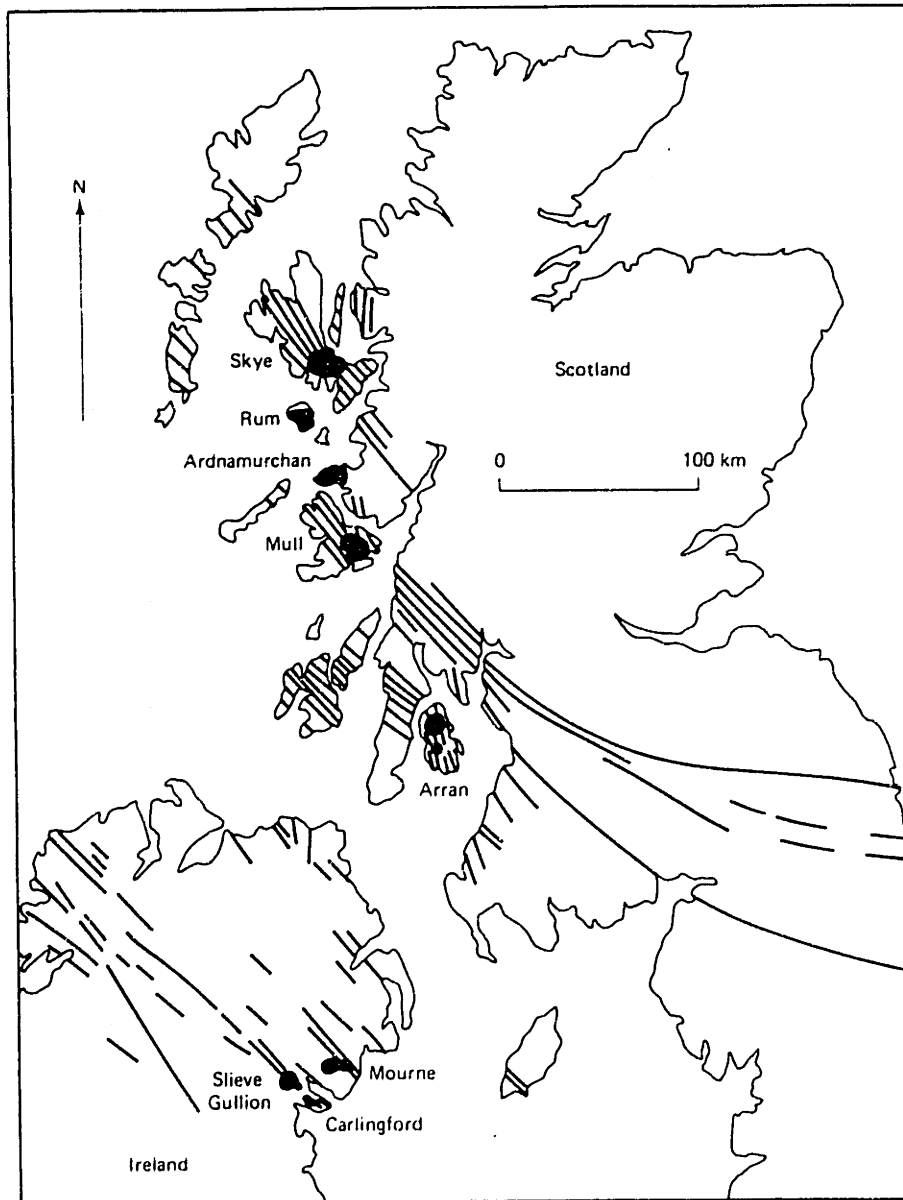 N
Skye
Scotland
Rum
Ardnamurchan
0 100 km
Mull
Arran
Slieve
Gullion
Mourne
Carlingford
Ireland